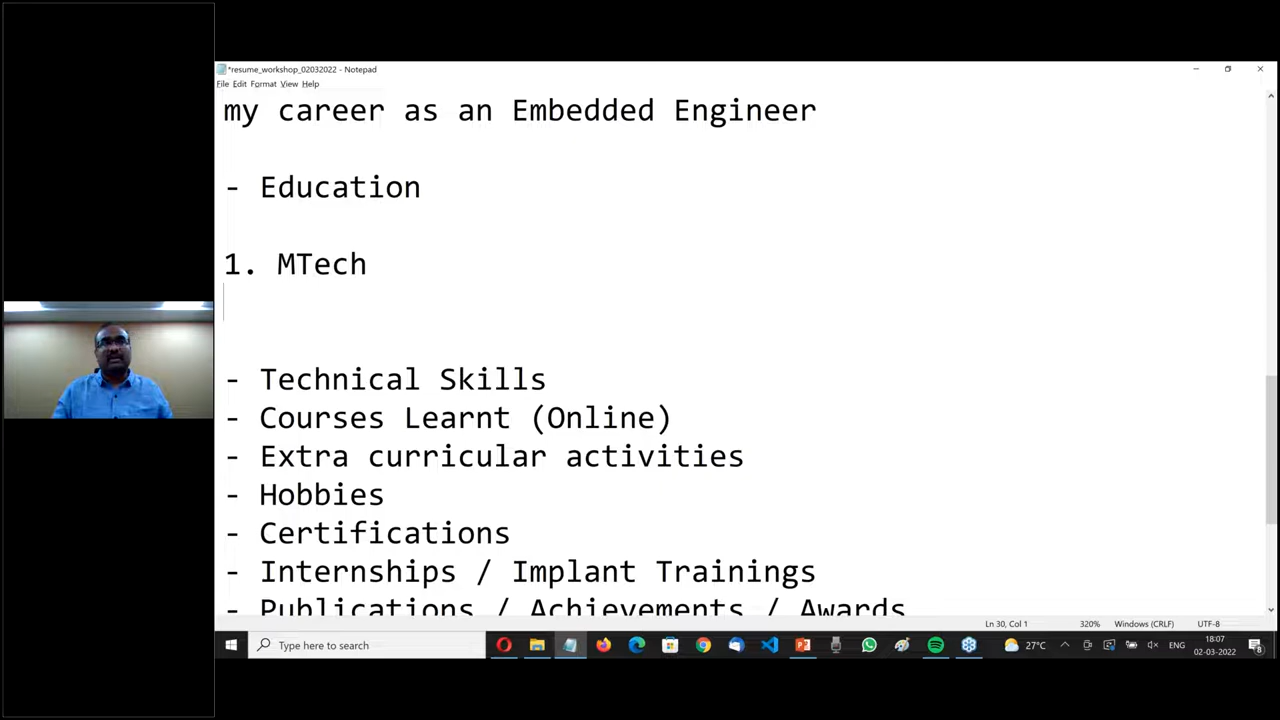 *resume_workshop_02032022 - Notepad
File Edit Format View Help
my career as an Embedded Engineer
- Education
1. MTech
- Technical Skills
- Courses Learnt (Online)
- Extra curricular activities
- Hobbies
- Certifications
- Internships / Implant Trainings
- Publications / Achievements / Awards
Ln 30, Col 1 320% Windows (CRLF) UTF-8
Type here to search 27°C ENG 18:07
02-03-2022 8